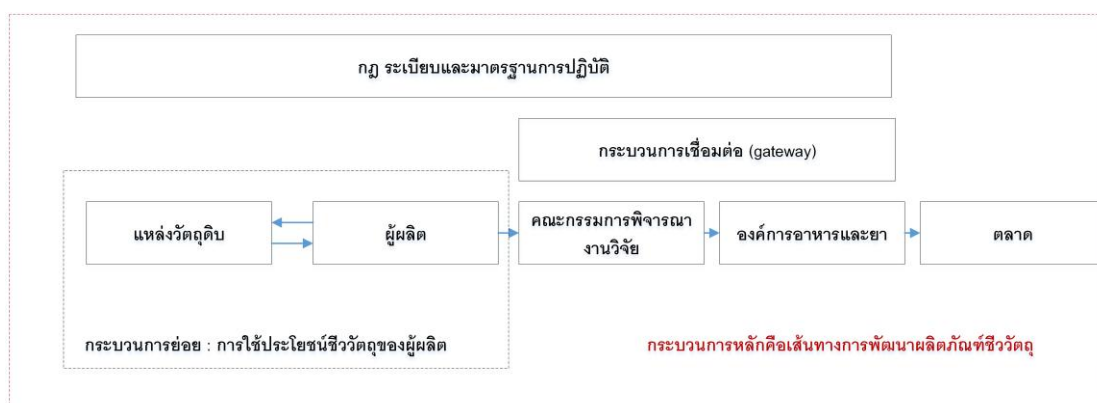 กฎ ระเบียบและมาตรฐานการปฏิบัติ
กระบวนการเชื่อมต่อ (gateway)
แหล่งวัตถุดิบ
ผู้ผลิต
คณะกรรมการพิจารณา
งานวิจัย
องค์การอาหารและยา
ตลาด
กระบวนการย่อย : การใช้ประโยชน์ชีววัตถุของผู้ผลิต
กระบวนการหลักคือเส้นทางการพัฒนาผลิตภัณฑ์ชีววัตถุ